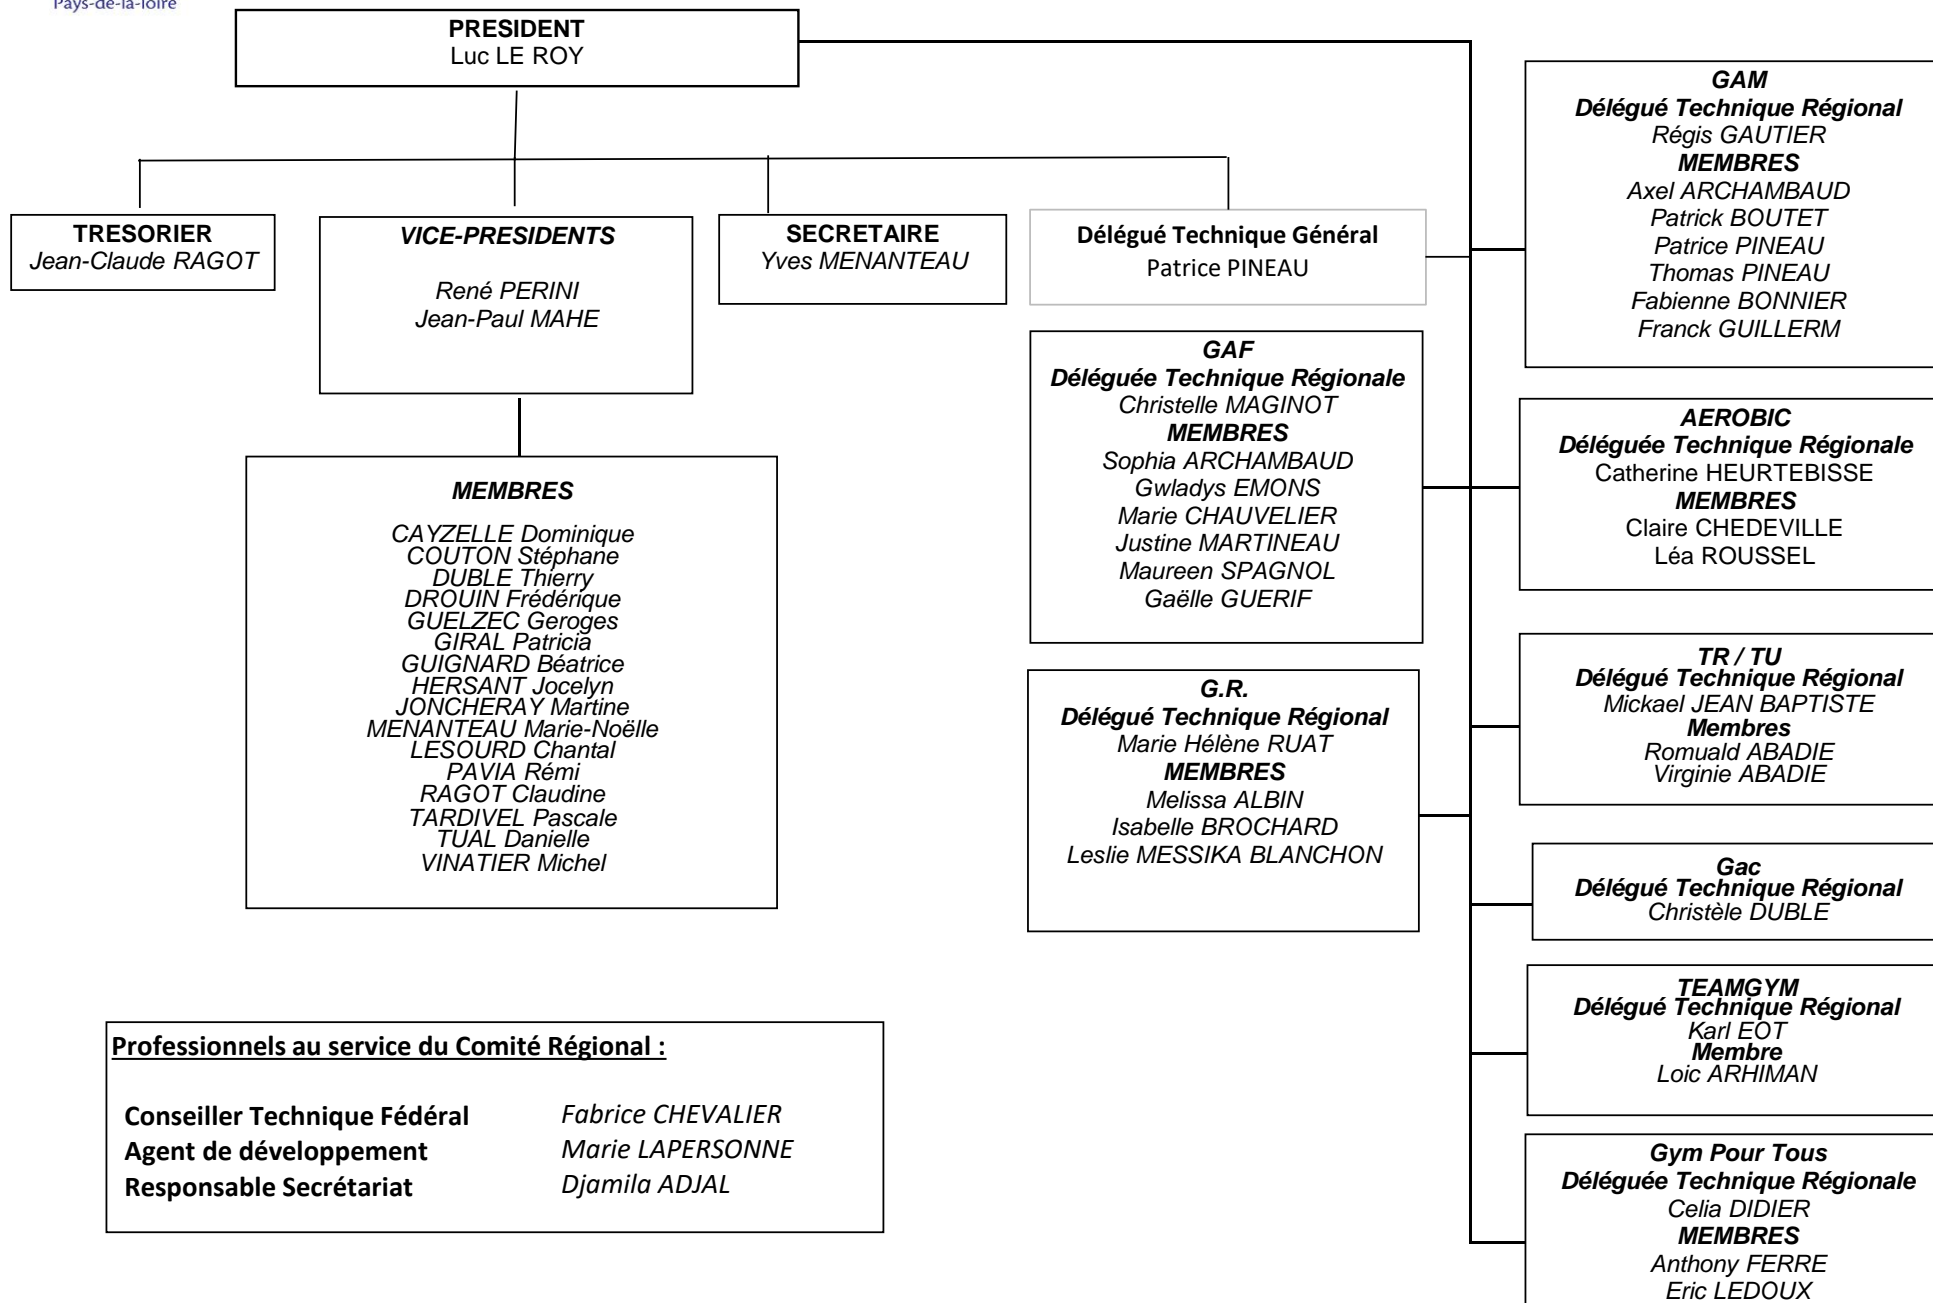 Pays-de-la-loire
PRESIDENT
Luc LE ROY
TRESORIER
Jean-Claude RAGOT
VICE-PRESIDENTS
René PERINI
Jean-Paul MAHE
SECRETAIRE
Yves MENANTEAU
Délégué Technique Général
Patrice PINEAU
MEMBRES
CAYZELLE Dominique
COUTON Stéphane
DUBLE Thierry
DROUIN Frédérique
GUELZEC Geroges
GIRAL Patricia
GUIGNARD Béatrice
HERSANT Jocelyn
JONCHERAY Martine
MENANTEAU Marie-Noëlle
LESOURD Chantal
PAVIA Rémi
RAGOT Claudine
TARDIVEL Pascale
TUAL Danielle
VINATIER Michel
GAF
Déléguée Technique Régionale
Christelle MAGINOT
MEMBRES
Sophia ARCHAMBAUD
Gwladys EMONS
Marie CHAUVELIER
Justine MARTINEAU
Maureen SPAGNOL
Gaëlle GUERIF
G.R.
Délégué Technique Régional
Marie Hélène RUAT
MEMBRES
Melissa ALBIN
Isabelle BROCHARD
Leslie MESSIKA BLANCHON
GAM
Délégué Technique Régional
Régis GAUTIER
MEMBRES
Axel ARCHAMBAUD
Patrick BOUTET
Patrice PINEAU
Thomas PINEAU
Fabienne BONNIER
Franck GUILLERM
AEROBIC
Déléguée Technique Régionale
Catherine HEURTEBISSE
MEMBRES
Claire CHEDEVILLE
Léa ROUSSEL
TR / TU
Délégué Technique Régional
Mickael JEAN BAPTISTE
Membres
Romuald ABADIE
Virginie ABADIE
Gac
Délégué Technique Régional
Christèle DUBLE
TEAMGYM
Délégué Technique Régional
Karl EOT
Membre
Loic ARHIMAN
Gym Pour Tous
Déléguée Technique Régionale
Celia DIDIER
MEMBRES
Anthony FERRE
Eric LEDOUX
Professionnels au service du Comité Régional :
Conseiller Technique Fédéral Fabrice CHEVALIER
Agent de développement Marie LAPERSONNE
Responsable Secrétariat Djamila ADJAL